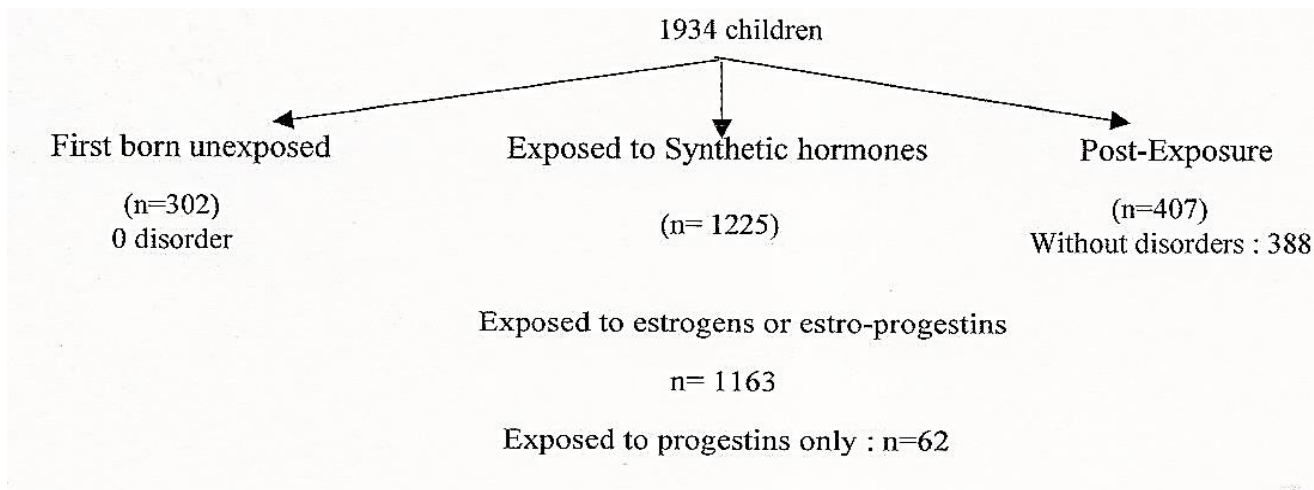 1934 children
First born unexposed
(n=302)
0 disorder
Exposed to Synthetic hormones
(n= 1225)
Post-Exposure
(n=407)
Without disorders : 388
Exposed to estrogens or estro-progestins
n= 1163
Exposed to progestins only : n=62